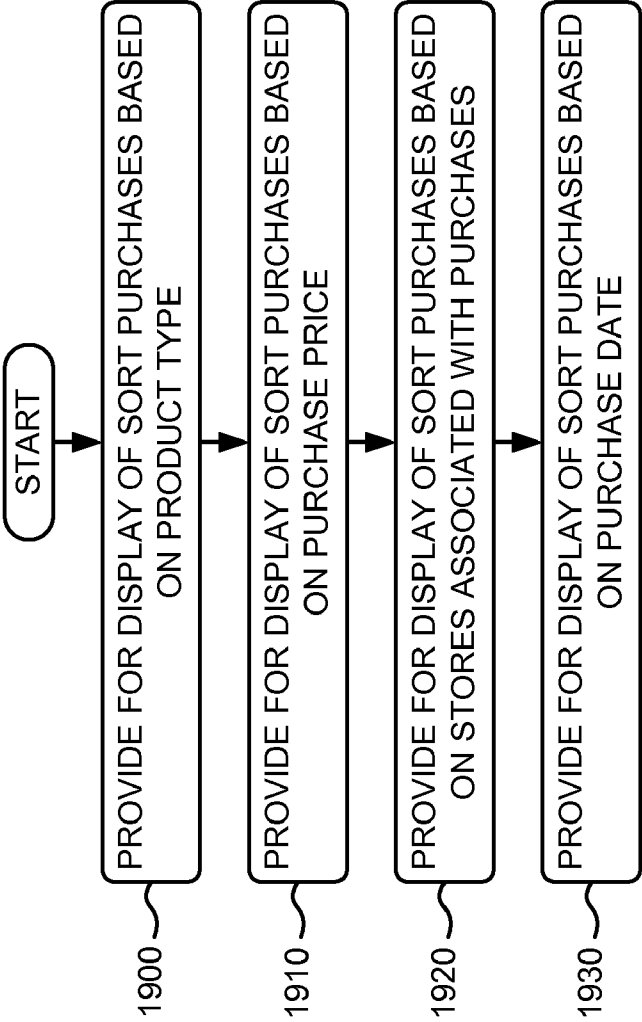 START
1900
PROVIDE FOR DISPLAY OF SORT PURCHASES BASED
ON PRODUCT TYPE
1910
PROVIDE FOR DISPLAY OF SORT PURCHASES BASED
ON PURCHASE PRICE
1920
PROVIDE FOR DISPLAY OF SORT PURCHASES BASED
ON STORES ASSOCIATED WITH PURCHASES
1930
PROVIDE FOR DISPLAY OF SORT PURCHASES BASED
ON PURCHASE DATE